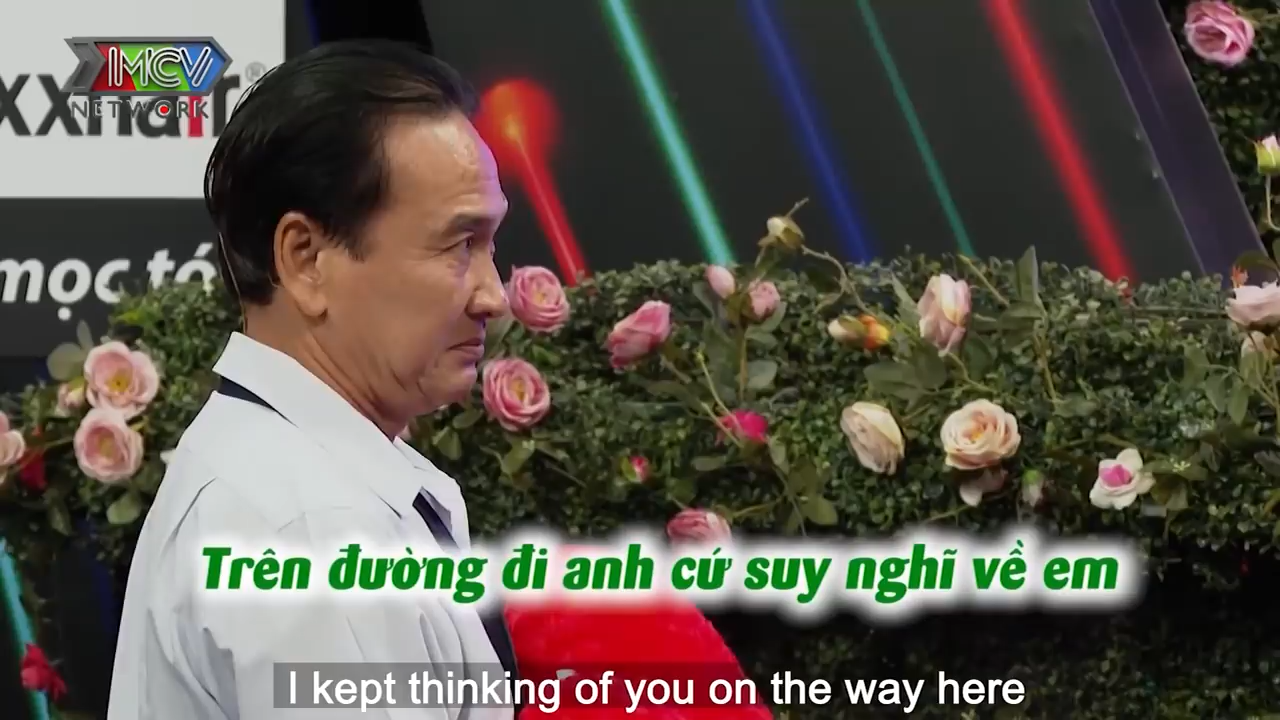 MCV
NETWORK
mọc tó
Trên đường đi anh cứ suy nghĩ về em
I kept thinking of you on the way here